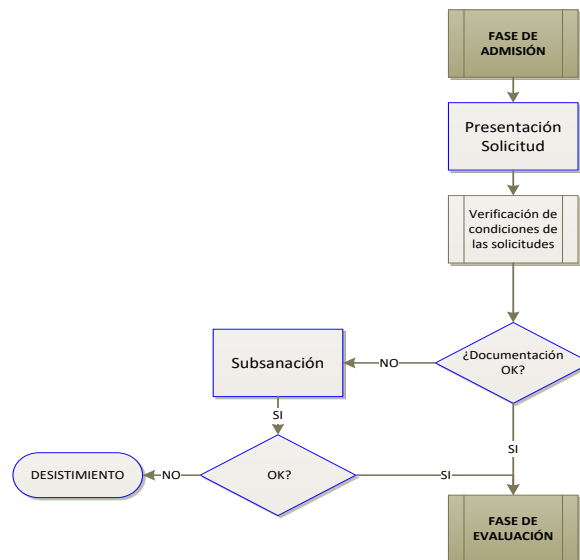 FASE DE
ADMISIÓN
Presentación
Solicitud
Verificación de
condiciones de
las solicitudes
¿Documentación
OK?
NO
Subsanación
SI
SI
OK?
NO
DESISTIMIENTO
SI
FASE DE
EVALUACIÓN